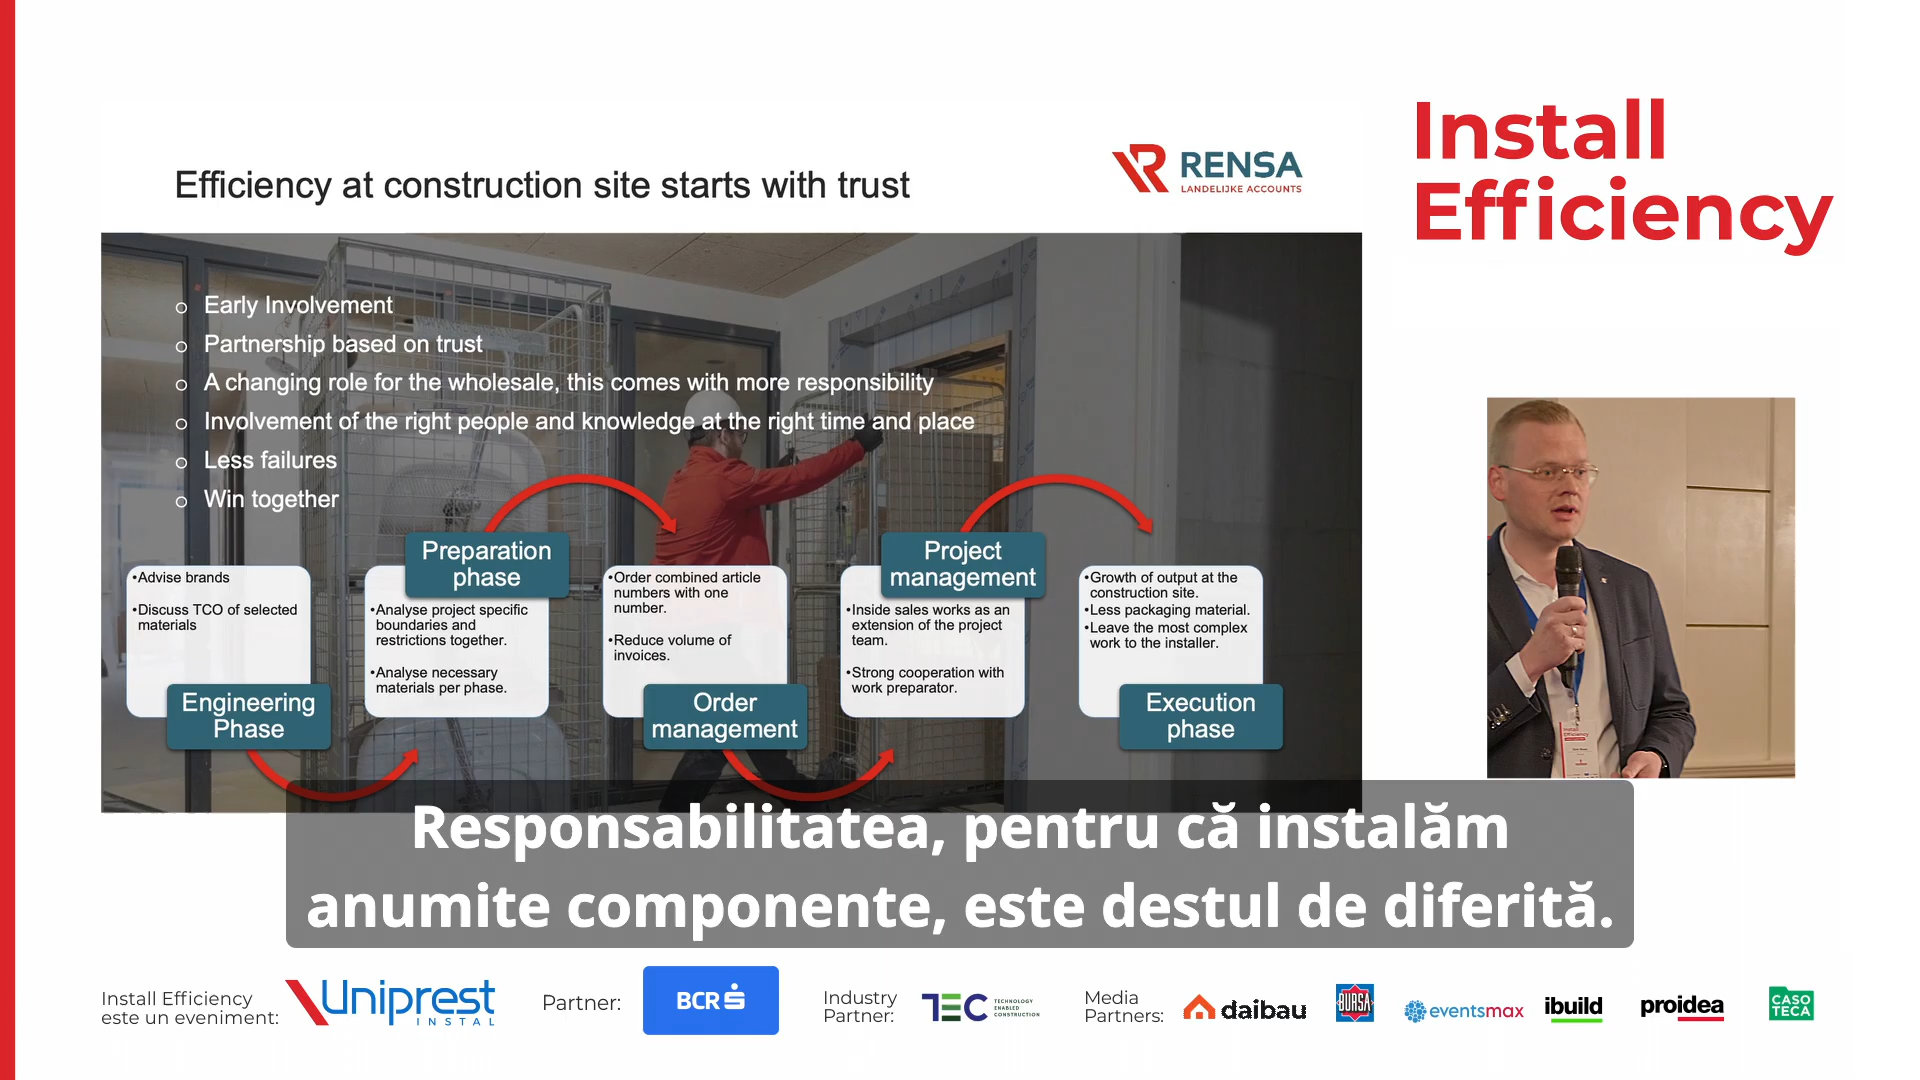 Install
Efficiency
RENSA
LANDELIJKE ACCOUNTS
Efficiency at construction site starts with trust
o Early Involvement
o Partnership based on trust
o A changing role for the wholesale, this comes with more responsibility
o Involvement of the right people and knowledge at the right time and place
o Less failures
o Win together
•Advise brands
•Discuss TCO of selected
materials
Engineering
Phase
Preparation
phase
•Analyse project specific
boundaries and
restrictions together.
•Analyse necessary
materials per phase.
•Order combined article
numbers with one
number.
•Reduce volume of
invoices.
Order
management
Project
management
•Inside sales works as an
extension of the project
team.
•Strong cooperation with
work preparator.
•Growth of output at the
construction site.
•Less packaging material.
•Leave the most complex
work to the installer.
Execution
phase
Responsabilitatea, pentru că instalăm
anumite componente, este destul de diferită.
Install Efficiency
este un eveniment:
Uniprest
INSTAL
Partner:
BCR
Industry
Partner:
TEC
TECHNOLOGY
ENABLED
CONSTRUCTION
Media
Partners:
daibau
BURSA
eventsmax
ibuild
proidea
CASO
TECA